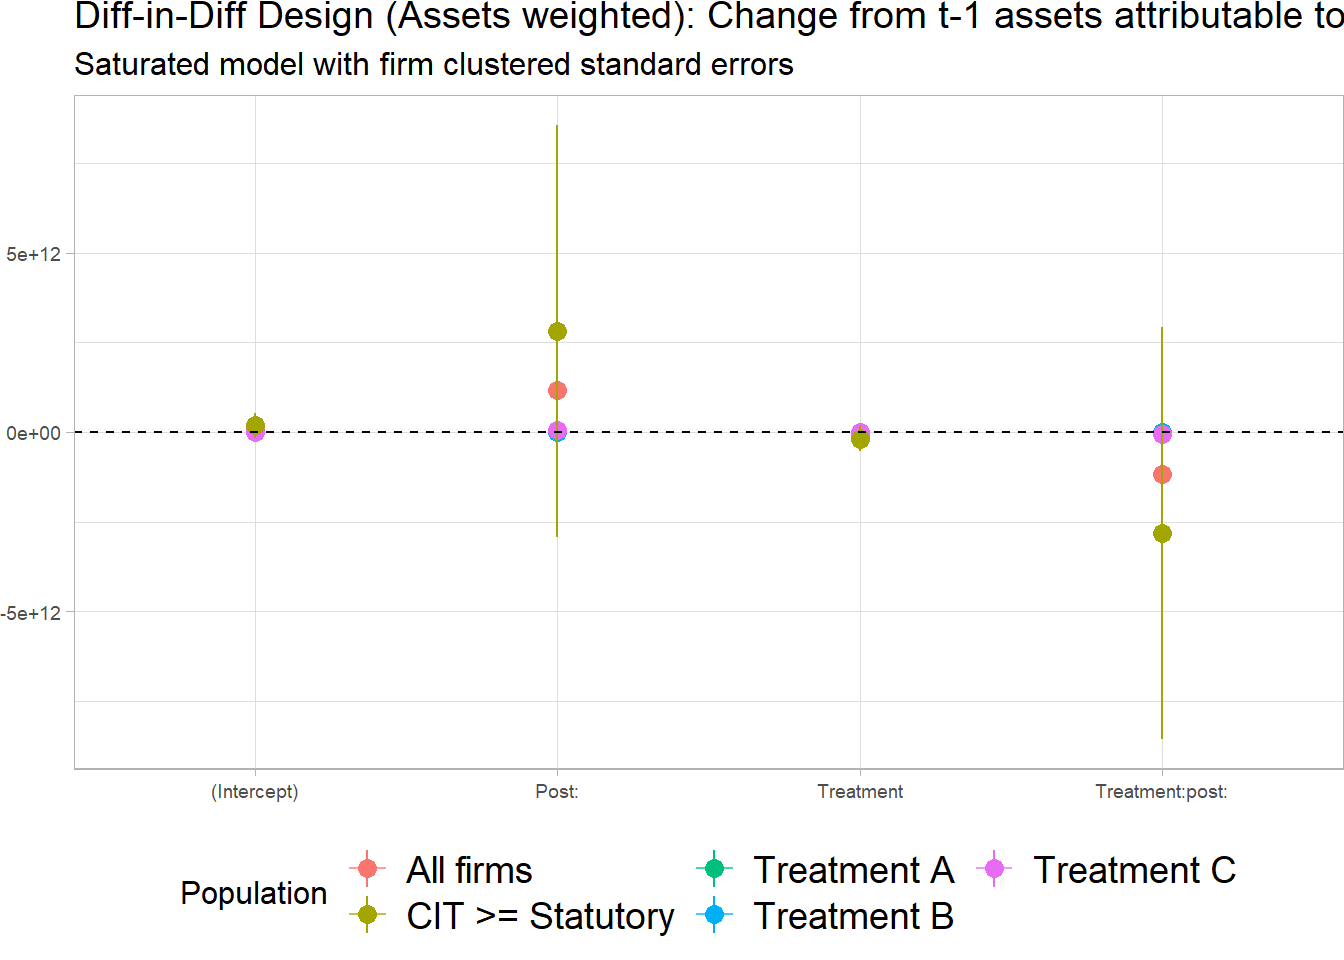 Diff-in-Diff Design (Assets weighted): Change from t-1 assets attributable to
Saturated model with firm clustered standard errors
5e+12
0e+00
-5e+12
(Intercept)
Post:
Treatment
Treatment:post:
Population
All firms
CIT >= Statutory
Treatment A
Treatment B
Treatment C